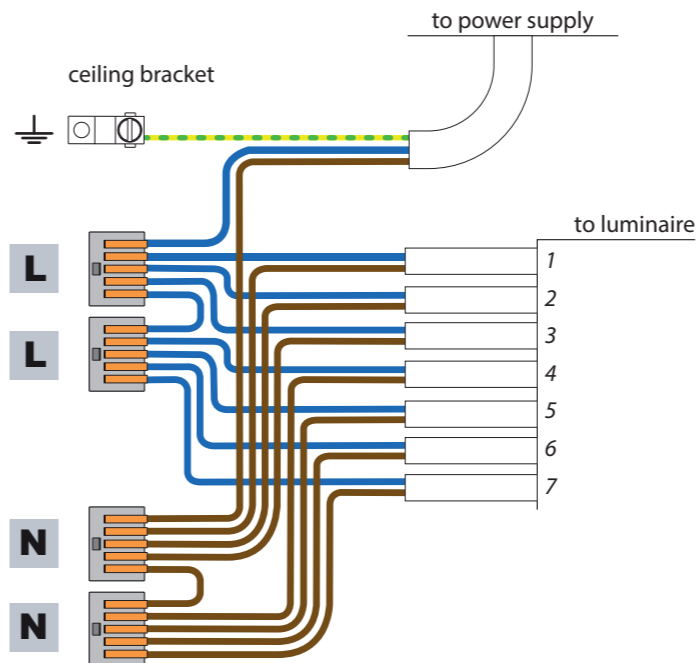 to power supply
ceiling bracket
to luminaire
L
1
2
3
L
4
5
6
7
N
N